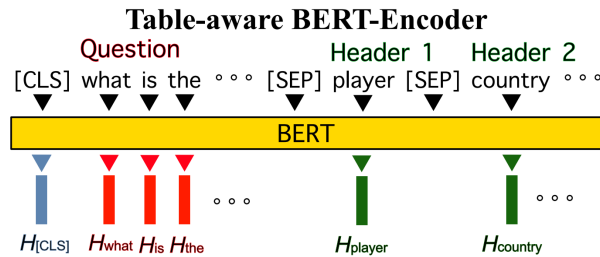 Table-aware BERT-Encoder
Question Header 1 Header 2
[CLS] what is the ° ° ° [SEP] player [SEP] country ° ° °
BERT
° ° ° ° ° °
H[CLS] Hwhat His Hthe Hplayer Hcountry